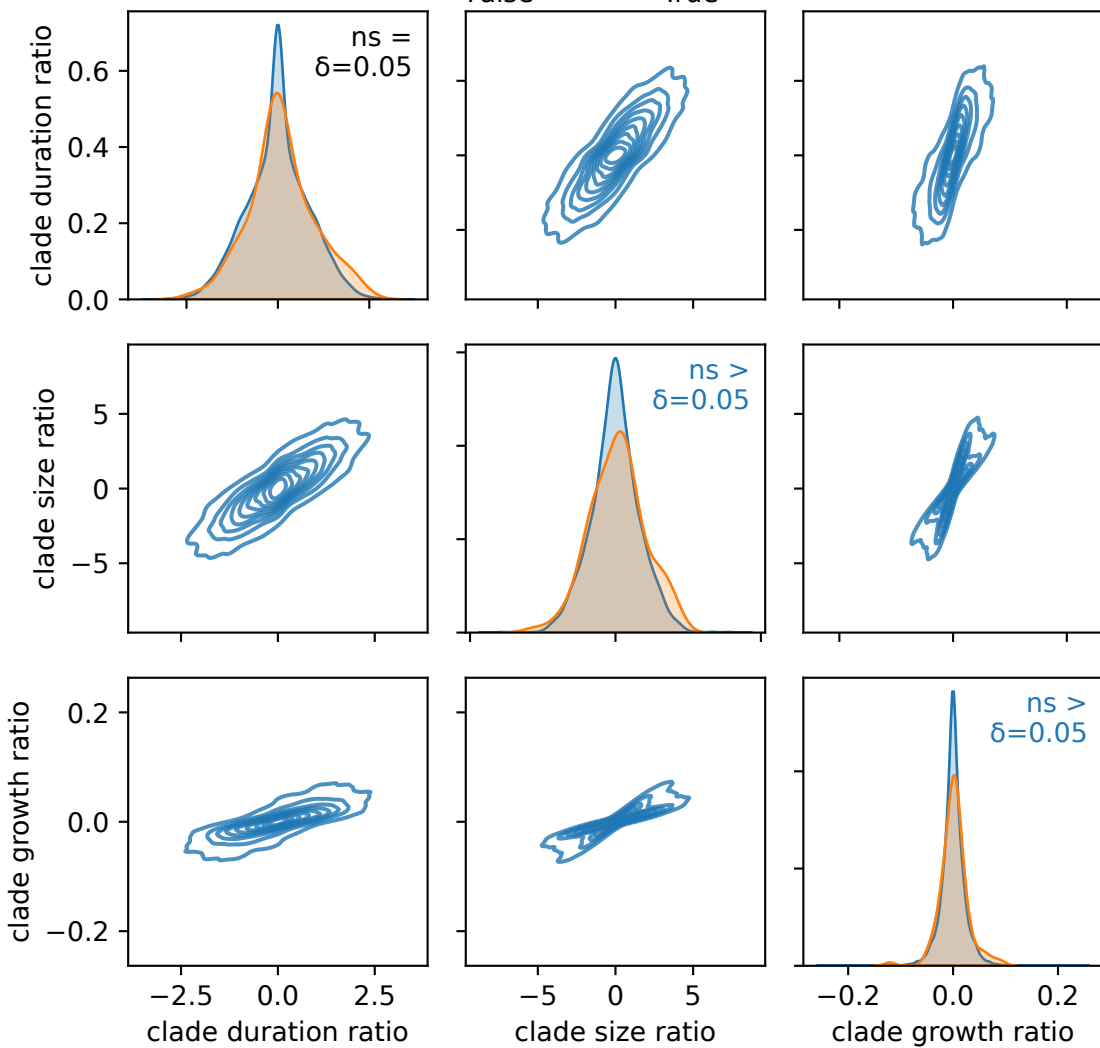 clade duration ratio
0.6
0.4
0.2
0.0
ns =
δ=0.05
clade size ratio
5
0
−5
ns >
δ=0.05
clade growth ratio
0.2
0.0
−0.2
ns >
δ=0.05
−2.5 0.0 2.5
clade duration ratio
−5 0 5
clade size ratio
−0.2 0.0 0.2
clade growth ratio